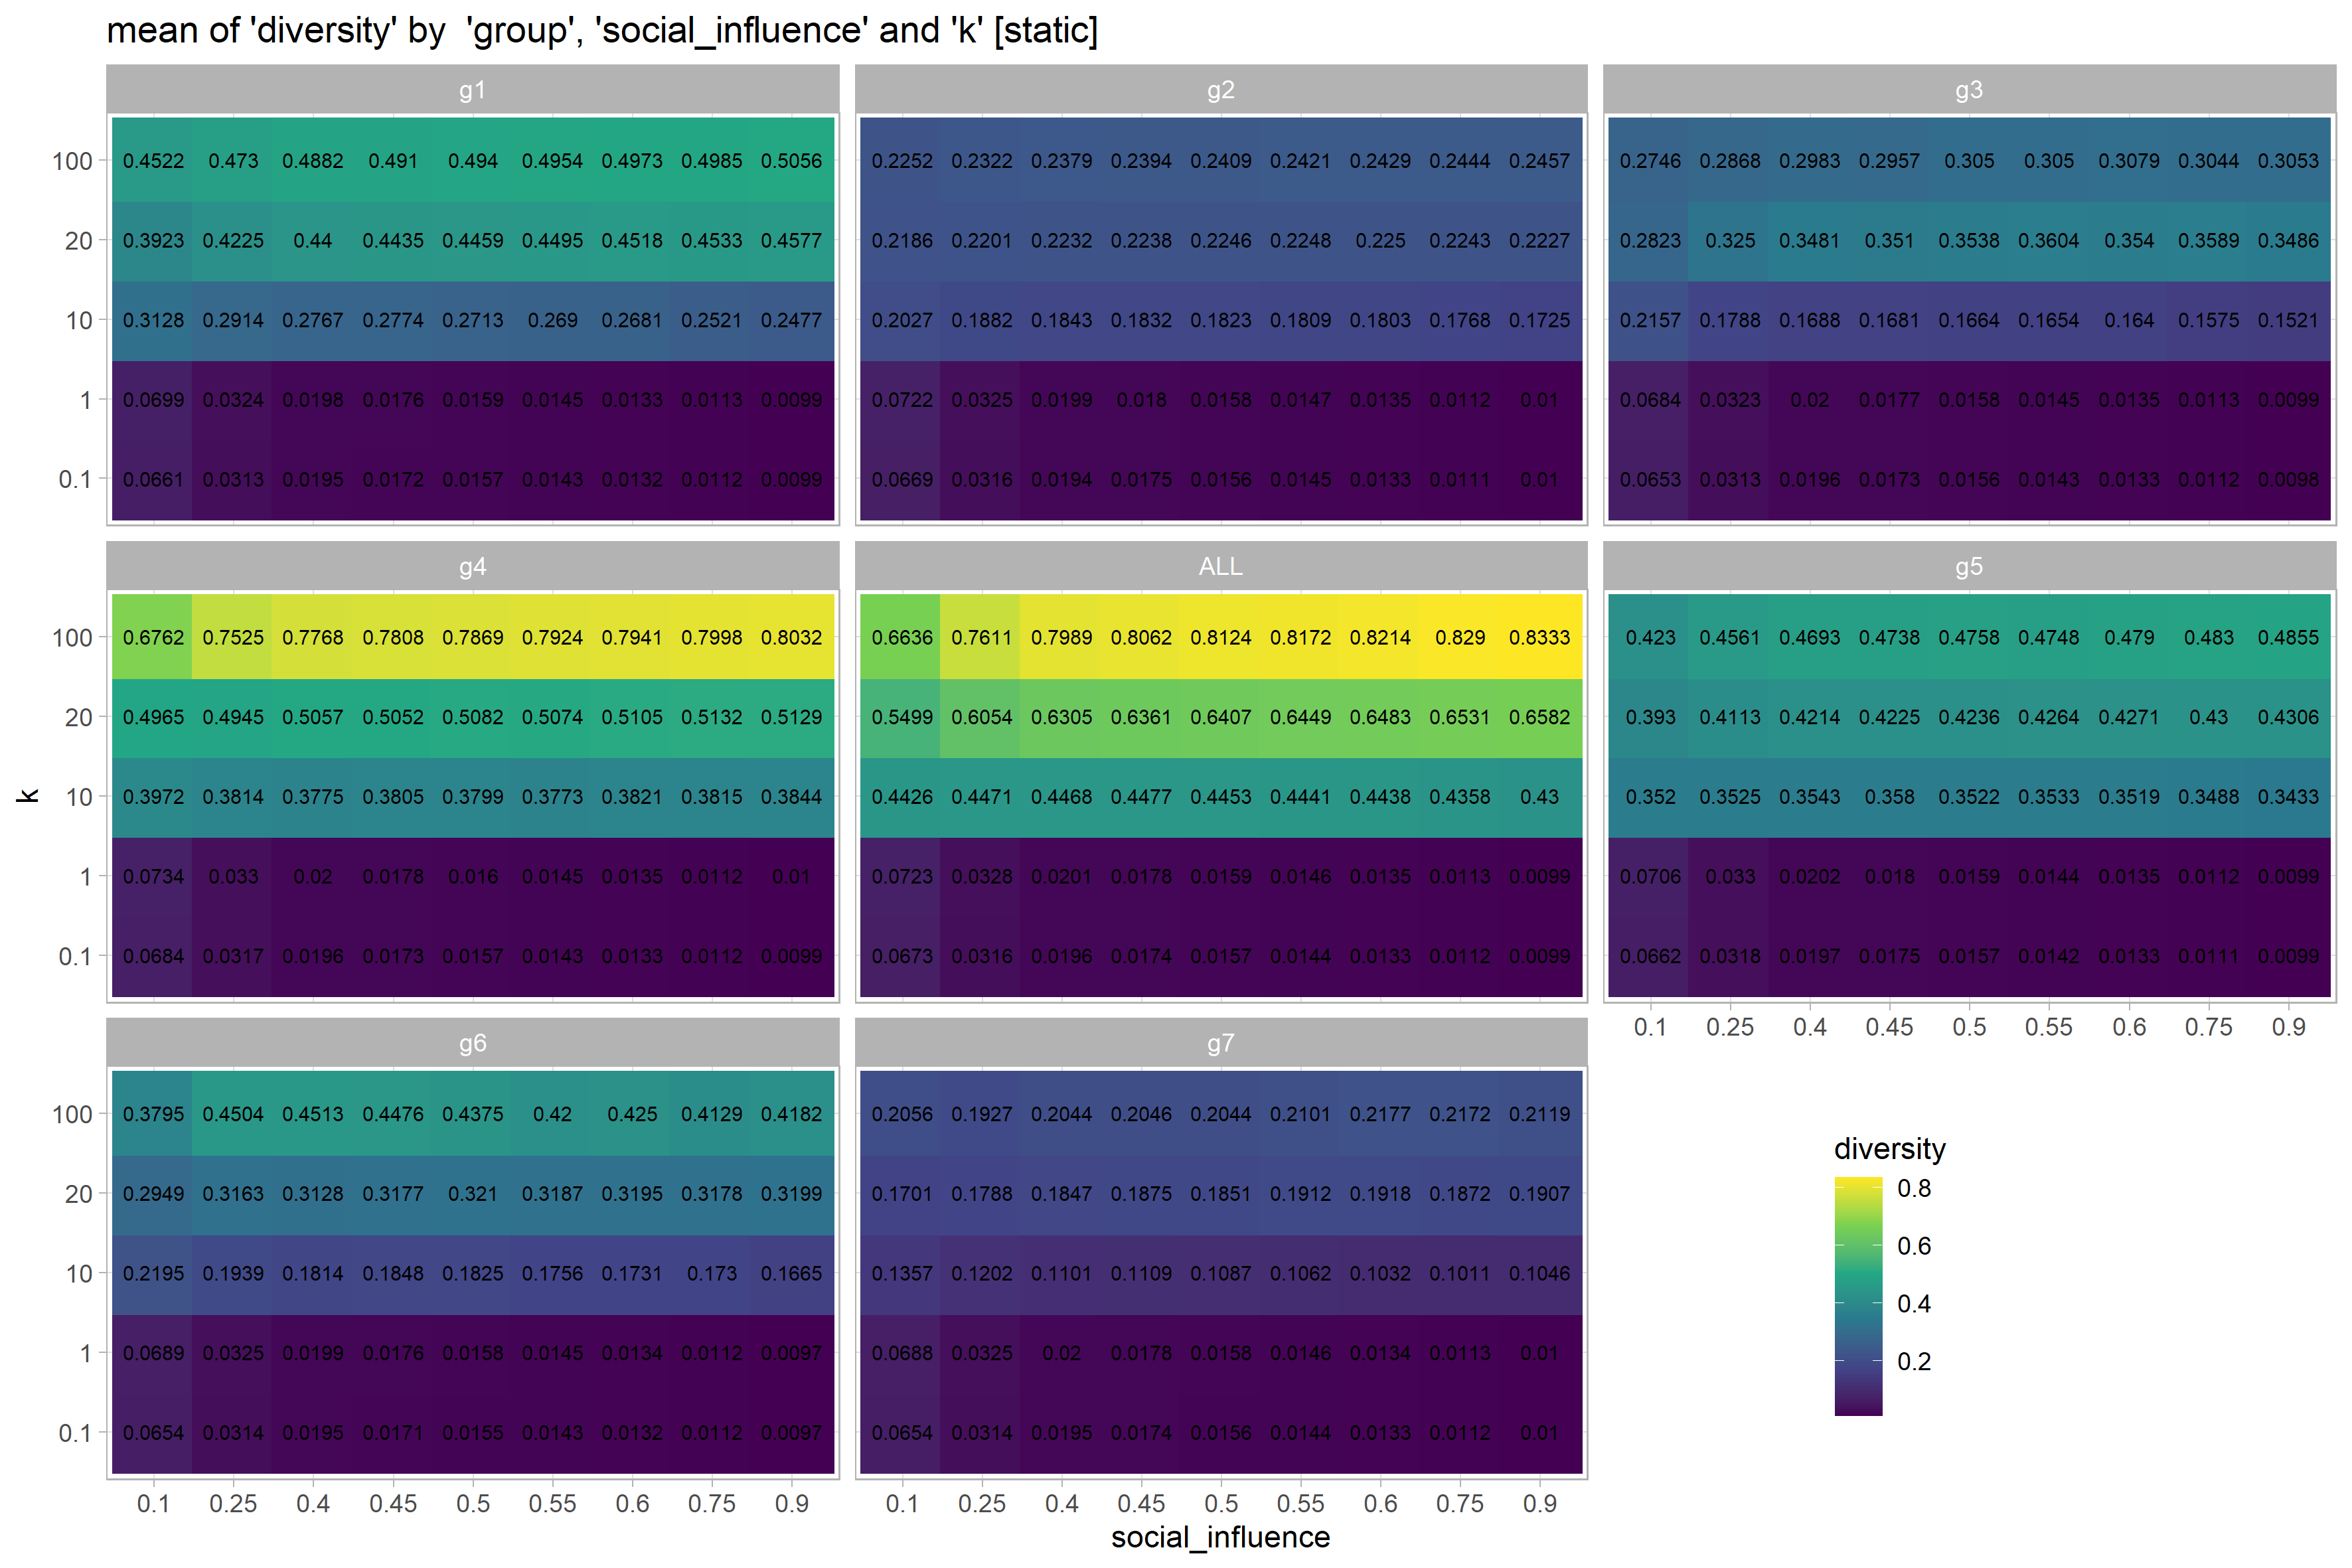 mean of 'diversity' by  'group', 'social_influence' and 'k' [static]
g1 g2 g3
100 0.4522 0.473 0.4882 0.491 0.494 0.4954 0.4973 0.4985 0.5056 0.2252 0.2322 0.2379 0.2394 0.2409 0.2421 0.2429 0.2444 0.2457 0.2746 0.2868 0.2983 0.2957 0.305 0.305 0.3079 0.3044 0.3053
20 0.3923 0.4225 0.44 0.4435 0.4459 0.4495 0.4518 0.4533 0.4577 0.2186 0.2201 0.2232 0.2238 0.2246 0.2248 0.225 0.2243 0.2227 0.2823 0.325 0.3481 0.351 0.3538 0.3604 0.354 0.3589 0.3486
10 0.3128 0.2914 0.2767 0.2774 0.2713 0.269 0.2681 0.2521 0.2477 0.2027 0.1882 0.1843 0.1832 0.1823 0.1809 0.1803 0.1768 0.1725 0.2157 0.1788 0.1688 0.1681 0.1664 0.1654 0.164 0.1575 0.1521
1 0.0699 0.0324 0.0198 0.0176 0.0159 0.0145 0.0133 0.0113 0.0099 0.0722 0.0325 0.0199 0.018 0.0158 0.0147 0.0135 0.0112 0.01 0.0684 0.0323 0.02 0.0177 0.0158 0.0145 0.0135 0.0113 0.0099
0.1 0.0661 0.0313 0.0195 0.0172 0.0157 0.0143 0.0132 0.0112 0.0099 0.0669 0.0316 0.0194 0.0175 0.0156 0.0145 0.0133 0.0111 0.01 0.0653 0.0313 0.0196 0.0173 0.0156 0.0143 0.0133 0.0112 0.0098
g4 ALL g5
100 0.6762 0.7525 0.7768 0.7808 0.7869 0.7924 0.7941 0.7998 0.8032 0.6636 0.7611 0.7989 0.8062 0.8124 0.8172 0.8214 0.829 0.8333 0.423 0.4561 0.4693 0.4738 0.4758 0.4748 0.479 0.483 0.4855
20 0.4965 0.4945 0.5057 0.5052 0.5082 0.5074 0.5105 0.5132 0.5129 0.5499 0.6054 0.6305 0.6361 0.6407 0.6449 0.6483 0.6531 0.6582 0.393 0.4113 0.4214 0.4225 0.4236 0.4264 0.4271 0.43 0.4306
10 0.3972 0.3814 0.3775 0.3805 0.3799 0.3773 0.3821 0.3815 0.3844 0.4426 0.4471 0.4468 0.4477 0.4453 0.4441 0.4438 0.4358 0.43 0.352 0.3525 0.3543 0.358 0.3522 0.3533 0.3519 0.3488 0.3433
1 0.0734 0.033 0.02 0.0178 0.016 0.0145 0.0135 0.0112 0.01 0.0723 0.0328 0.0201 0.0178 0.0159 0.0146 0.0135 0.0113 0.0099 0.0706 0.033 0.0202 0.018 0.0159 0.0144 0.0135 0.0112 0.0099
0.1 0.0684 0.0317 0.0196 0.0173 0.0157 0.0143 0.0133 0.0112 0.0099 0.0673 0.0316 0.0196 0.0174 0.0157 0.0144 0.0133 0.0112 0.0099 0.0662 0.0318 0.0197 0.0175 0.0157 0.0142 0.0133 0.0111 0.0099
0.1 0.25 0.4 0.45 0.5 0.55 0.6 0.75 0.9
k
g6 g7
100 0.3795 0.4504 0.4513 0.4476 0.4375 0.42 0.425 0.4129 0.4182 0.2056 0.1927 0.2044 0.2046 0.2044 0.2101 0.2177 0.2172 0.2119
20 0.2949 0.3163 0.3128 0.3177 0.321 0.3187 0.3195 0.3178 0.3199 0.1701 0.1788 0.1847 0.1875 0.1851 0.1912 0.1918 0.1872 0.1907
10 0.2195 0.1939 0.1814 0.1848 0.1825 0.1756 0.1731 0.173 0.1665 0.1357 0.1202 0.1101 0.1109 0.1087 0.1062 0.1032 0.1011 0.1046
1 0.0689 0.0325 0.0199 0.0176 0.0158 0.0145 0.0134 0.0112 0.0097 0.0688 0.0325 0.02 0.0178 0.0158 0.0146 0.0134 0.0113 0.01
0.1 0.0654 0.0314 0.0195 0.0171 0.0155 0.0143 0.0132 0.0112 0.0097 0.0654 0.0314 0.0195 0.0174 0.0156 0.0144 0.0133 0.0112 0.01
0.1 0.25 0.4 0.45 0.5 0.55 0.6 0.75 0.9 0.1 0.25 0.4 0.45 0.5 0.55 0.6 0.75 0.9
social_influence
diversity
0.8
0.6
0.4
0.2